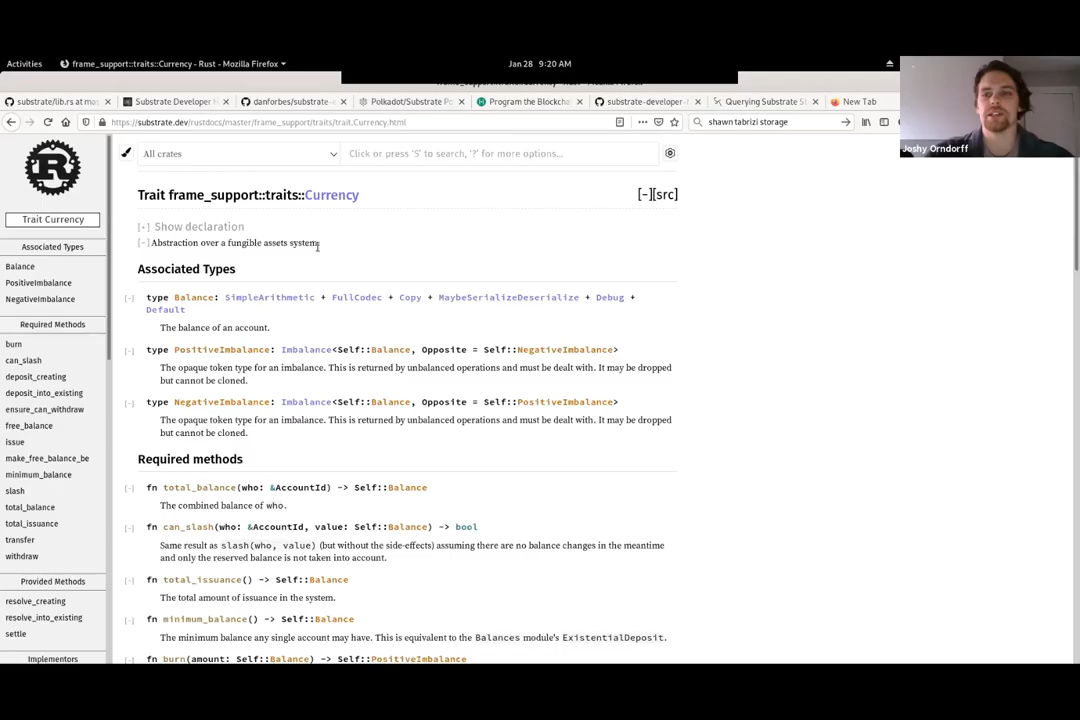 Activities
frame_support::traits::Currency - Rust - Mozilla Firefox
Jan 28 9:20 AM
substrate/lib.rs at mas
Substrate Developer H
danforbes/substrate-
Polkadot/Substrate Po
Program the Blockcha
substrate-developer-
Querying Substrate St
New Tab
https://substrate.dev/rustdocs/master/frame_support/traits/trait.Currency.html
shawn tabrizi storage
Joshy Orndorff
All crates
Click or press 'S' to search, '?' for more options...
Trait Currency
Associated Types
Balance
PositiveImbalance
NegativeImbalance
Required Methods
burn
can_slash
deposit_creating
deposit_into_existing
ensure_can_withdraw
free_balance
issue
make_free_balance_be
minimum_balance
slash
total_balance
total_issuance
transfer
withdraw
Provided Methods
resolve_creating
resolve_into_existing
settle
Implementors
Trait frame_support::traits::Currency
[-][src]
[+] Show declaration
[-] Abstraction over a fungible assets system.
Associated Types
[-] type Balance: SimpleArithmetic + FullCodec + Copy + MaybeSerializeDeserialize + Debug +
Default
The balance of an account.
[-] type PositiveImbalance: Imbalance<Self::Balance, Opposite = Self::NegativeImbalance>
The opaque token type for an imbalance. This is returned by unbalanced operations and must be dealt with. It may be dropped
but cannot be cloned.
[-] type NegativeImbalance: Imbalance<Self::Balance, Opposite = Self::PositiveImbalance>
The opaque token type for an imbalance. This is returned by unbalanced operations and must be dealt with. It may be dropped
but cannot be cloned.
Required methods
[-] fn total_balance(who: &AccountId) -> Self::Balance
The combined balance of who.
[-] fn can_slash(who: &AccountId, value: Self::Balance) -> bool
Same result as slash(who, value) (but without the side-effects) assuming there are no balance changes in the meantime
and only the reserved balance is not taken into account.
[-] fn total_issuance() -> Self::Balance
The total amount of issuance in the system.
[-] fn minimum_balance() -> Self::Balance
The minimum balance any single account may have. This is equivalent to the Balances module's ExistentialDeposit.
[-] fn burn(amount: Self::Balance) -> Self::PositiveImbalance